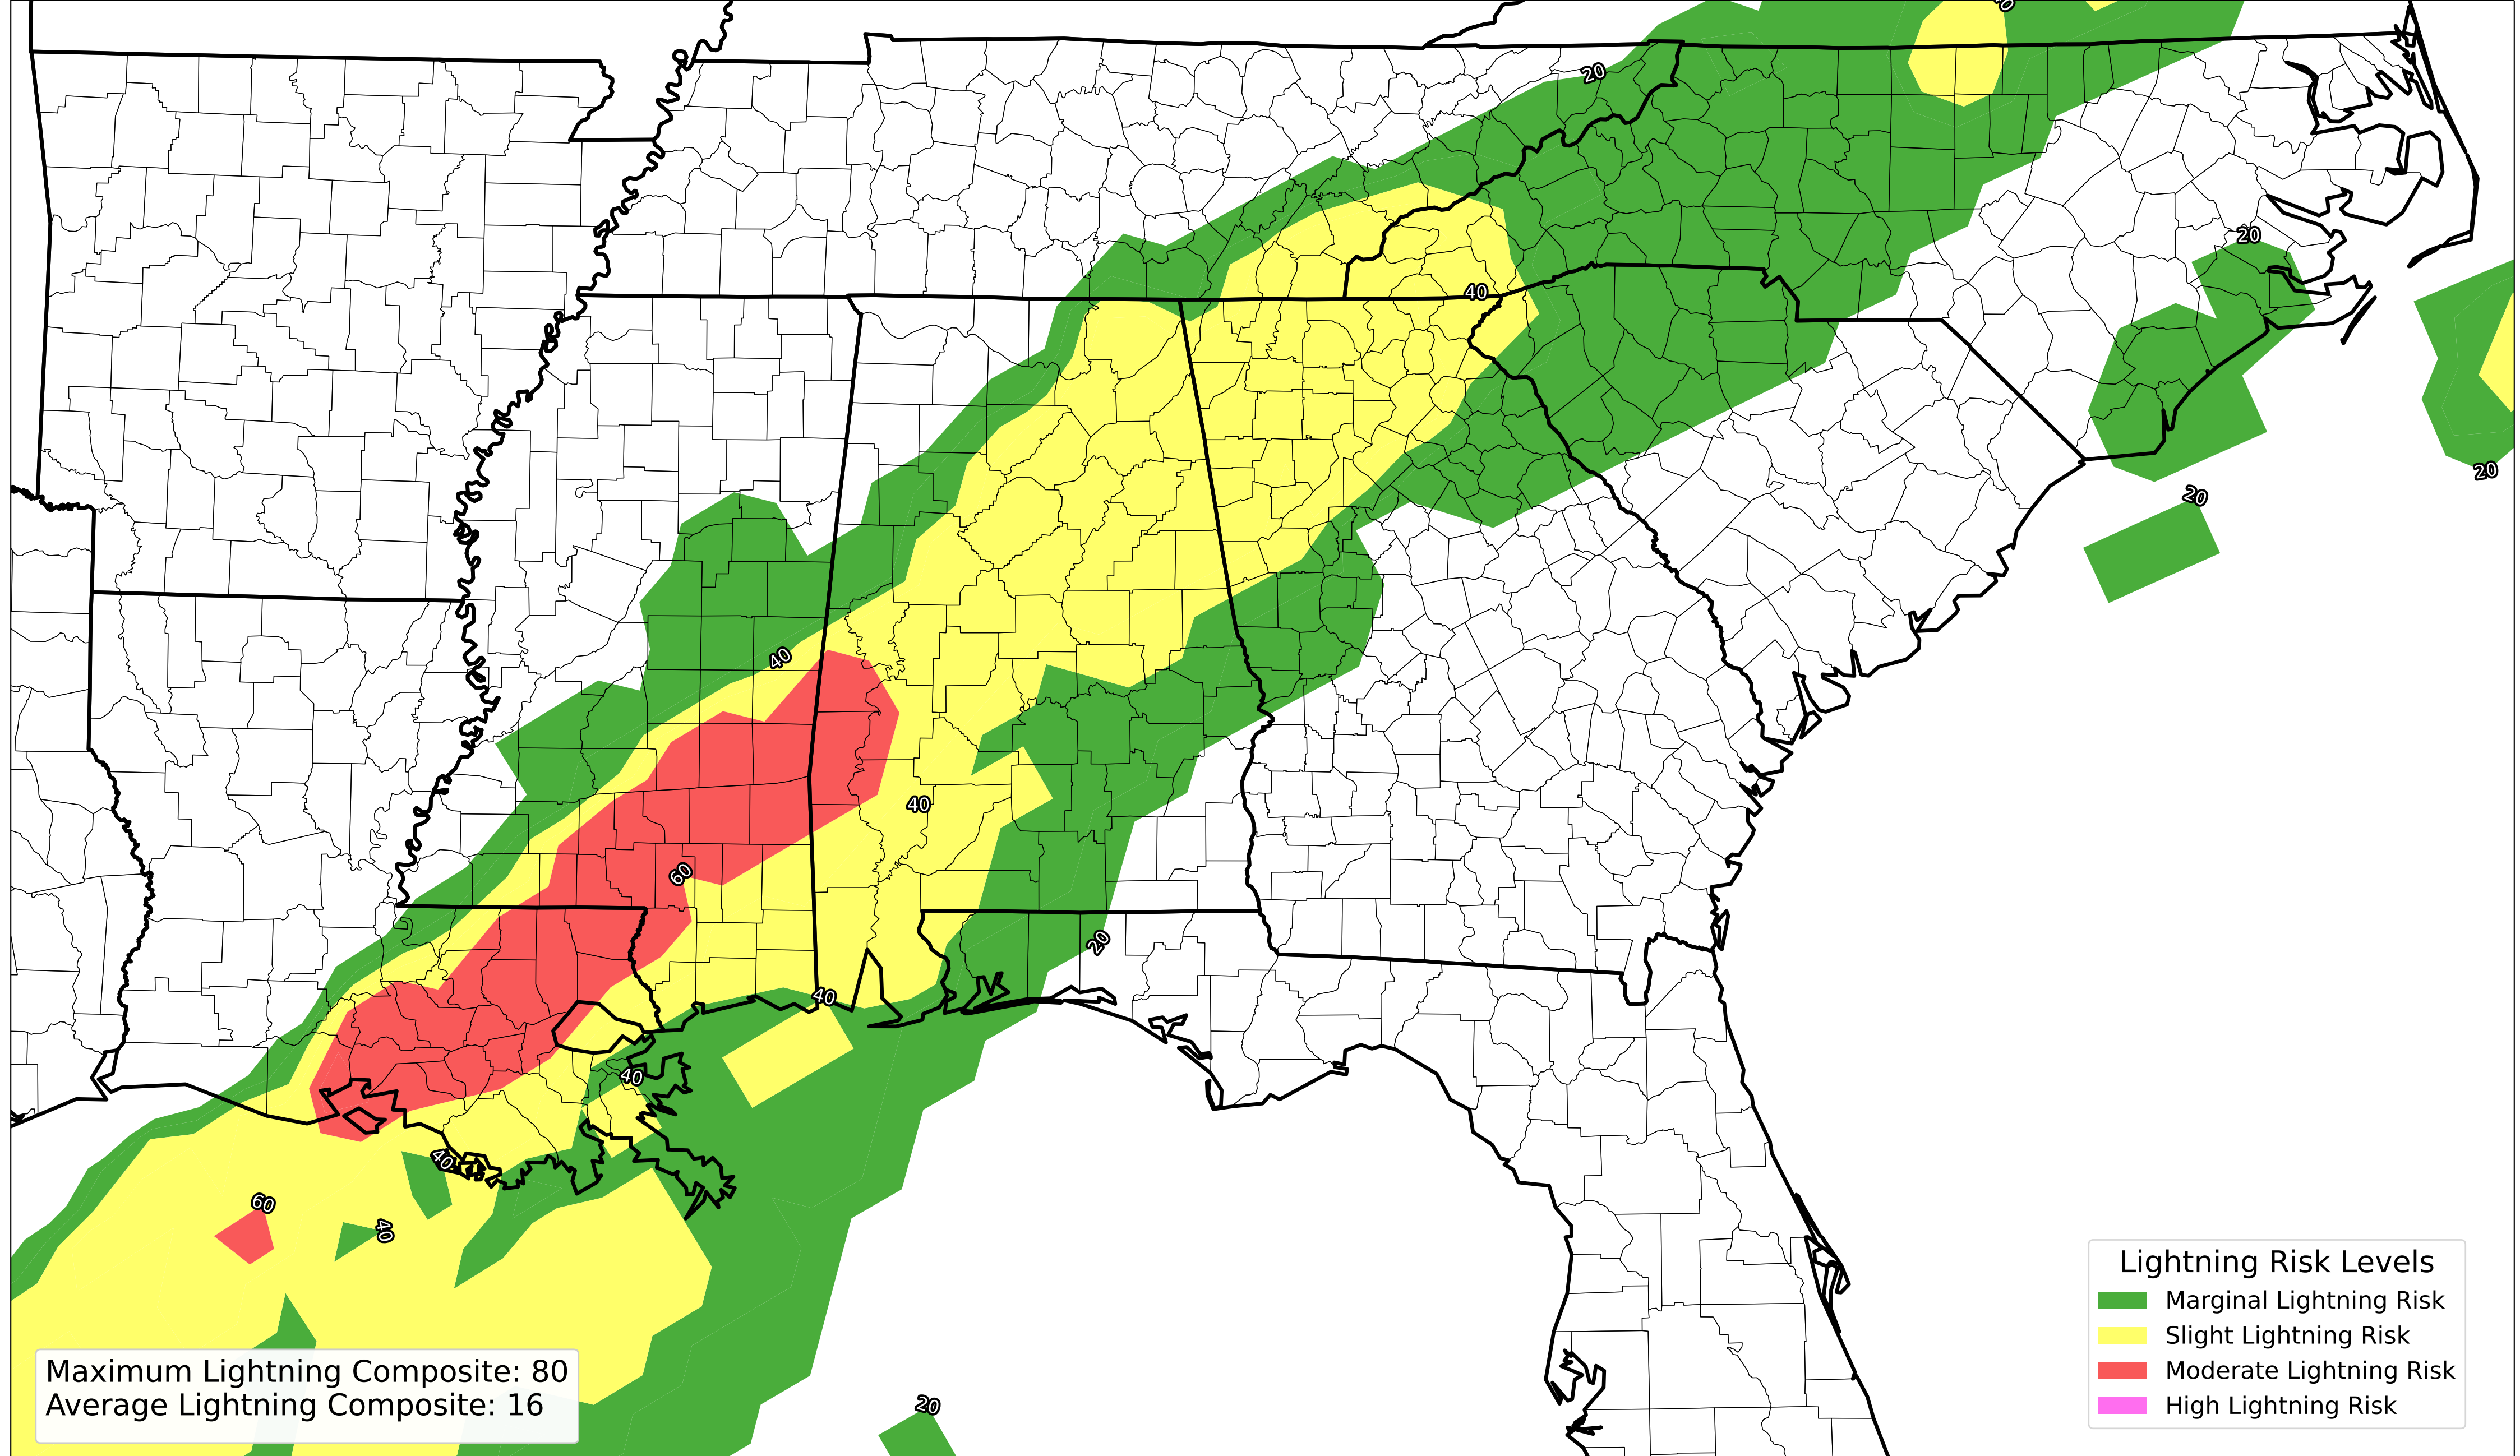 20
20
40
20
20
40
40
60
20
40
40
40
60
40
Lightning Risk Levels
Marginal Lightning Risk
Slight Lightning Risk
Moderate Lightning Risk
High Lightning Risk
Maximum Lightning Composite: 80
Average Lightning Composite: 16
20